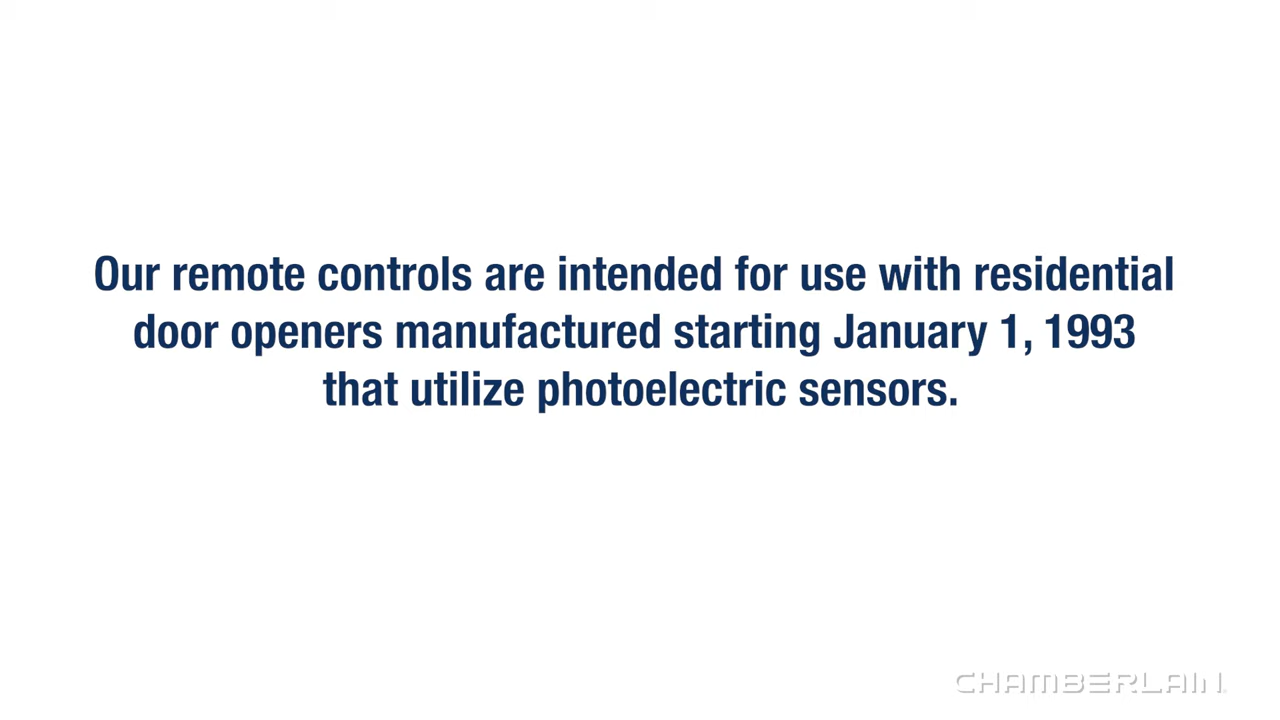 Our remote controls are intended for use with residential
door openers manufactured starting January 1, 1993
that utilize photoelectric sensors.
CHAMBERLAIN®